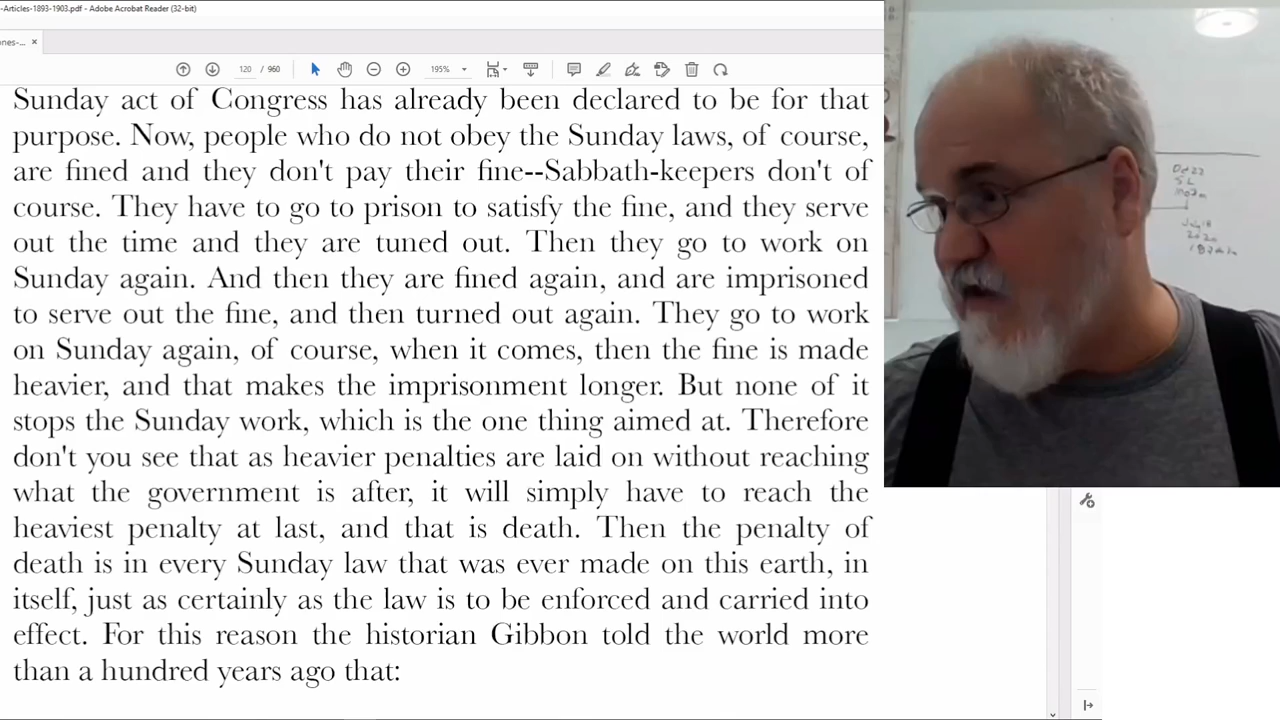 -Articles-1893-1903.pdf - Adobe Acrobat Reader (32-bit)
nes-... ×
120 / 960
195%
Sunday act of Congress has already been declared to be for that
purpose. Now, people who do not obey the Sunday laws, of course,
are fined and they don't pay their fine--Sabbath-keepers don't of
course. They have to go to prison to satisfy the fine, and they serve
out the time and they are tuned out. Then they go to work on
Sunday again. And then they are fined again, and are imprisoned
to serve out the fine, and then turned out again. They go to work
on Sunday again, of course, when it comes, then the fine is made
heavier, and that makes the imprisonment longer. But none of it
stops the Sunday work, which is the one thing aimed at. Therefore
don't you see that as heavier penalties are laid on without reaching
what the government is after, it will simply have to reach the
heaviest penalty at last, and that is death. Then the penalty of
death is in every Sunday law that was ever made on this earth, in
itself, just as certainly as the law is to be enforced and carried into
effect. For this reason the historian Gibbon told the world more
than a hundred years ago that:
July 18